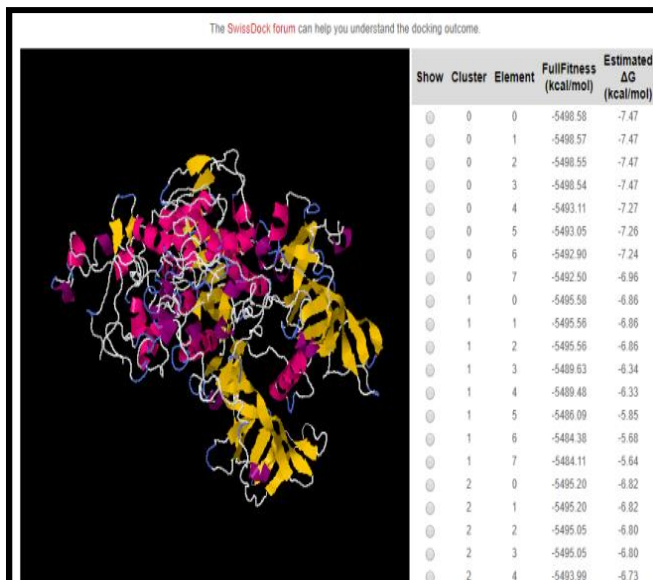 The SwissDock forum can help you understand the docking outcome.
Show Cluster Element FullFitness (kcal/mol) Estimated ΔG (kcal/mol)
0 0 -5498.58 -7.47
0 1 -5498.57 -7.47
0 2 -5498.55 -7.47
0 3 -5498.54 -7.47
0 4 -5493.11 -7.27
0 5 -5493.05 -7.26
0 6 -5492.90 -7.24
0 7 -5492.50 -6.96
1 0 -5495.58 -6.86
1 1 -5495.56 -6.86
1 2 -5495.56 -6.86
1 3 -5489.63 -6.34
1 4 -5489.48 -6.33
1 5 -5486.09 -5.85
1 6 -5484.38 -5.68
1 7 -5484.11 -5.64
2 0 -5495.20 -6.82
2 1 -5495.20 -6.82
2 2 -5495.05 -6.80
2 3 -5495.05 -6.80
2 4 -5493.99 -6.73